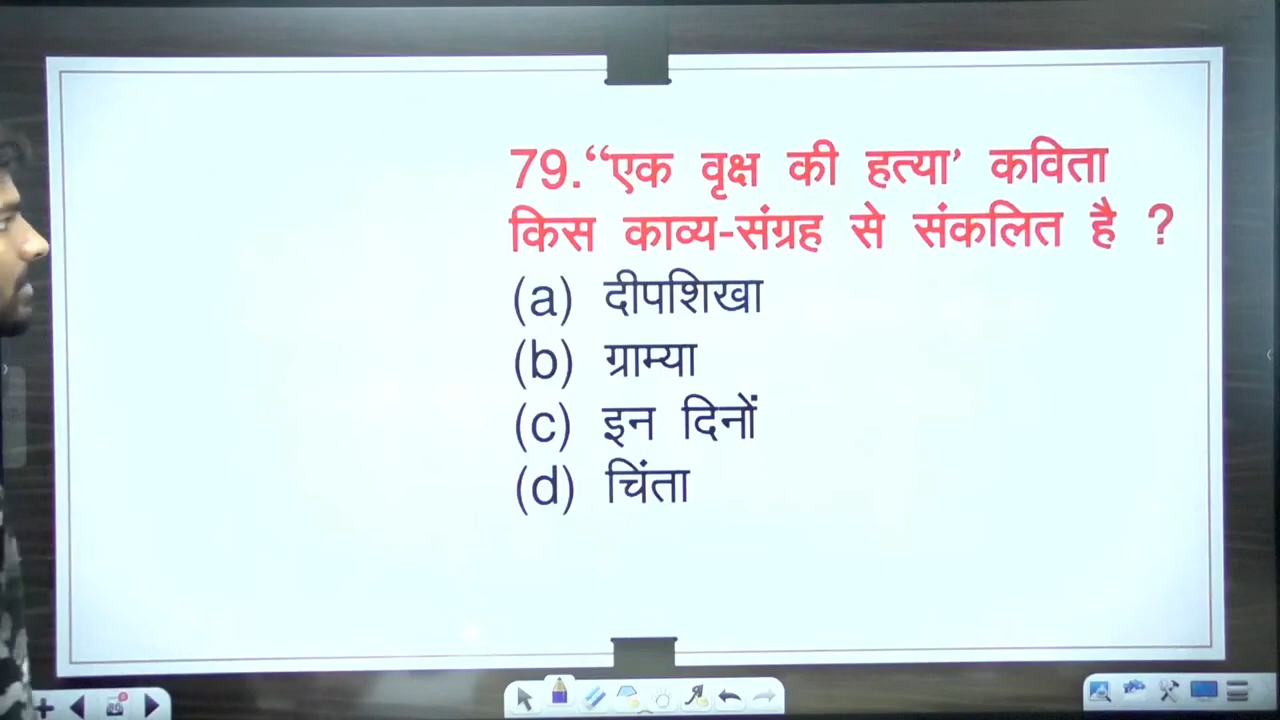 79.“एक वृक्ष की हत्या’ कविता
किस काव्य-संग्रह से संकलित है ?
(a) दीपशिखा
(b) ग्राम्या
(c) इन दिनों
(d) चिंता